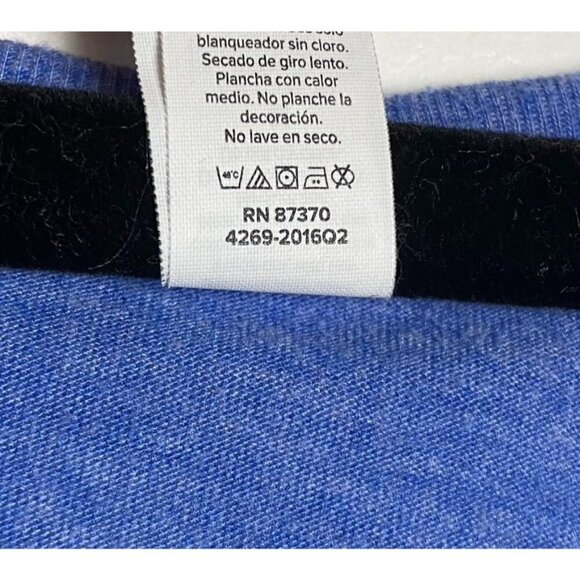 blanqueador sin cloro.
Secado de giro lento.
Plancha con calor
medio. No planche la
decoración.
No lave en seco.
RN 87370
4269-2016Q2